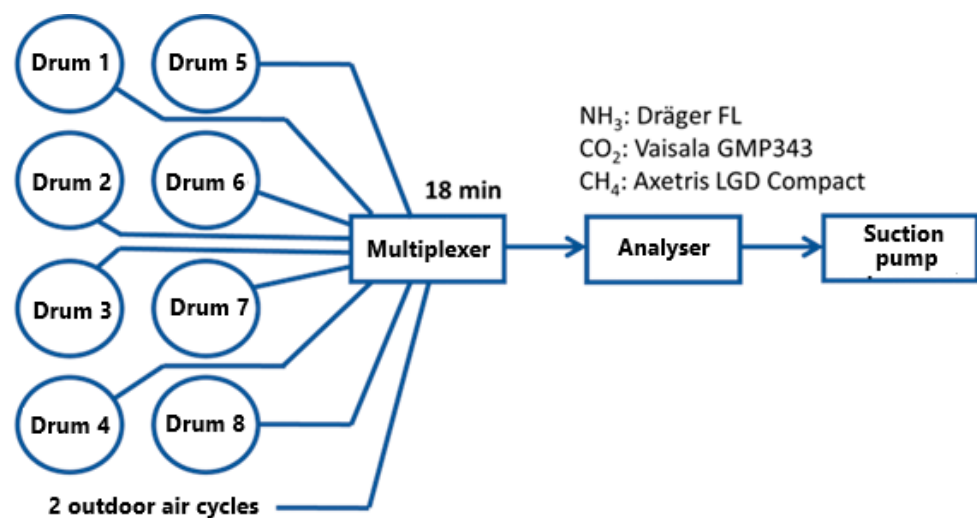 Drum 1
Drum 5
Drum 2
Drum 6
Drum 3
Drum 7
Drum 4
Drum 8
2 outdoor air cycles
18 min
Multiplexer
NH₃: Dräger FL
CO₂: Vaisala GMP343
CH₄: Axetris LGD Compact
Analyser
Suction
pump